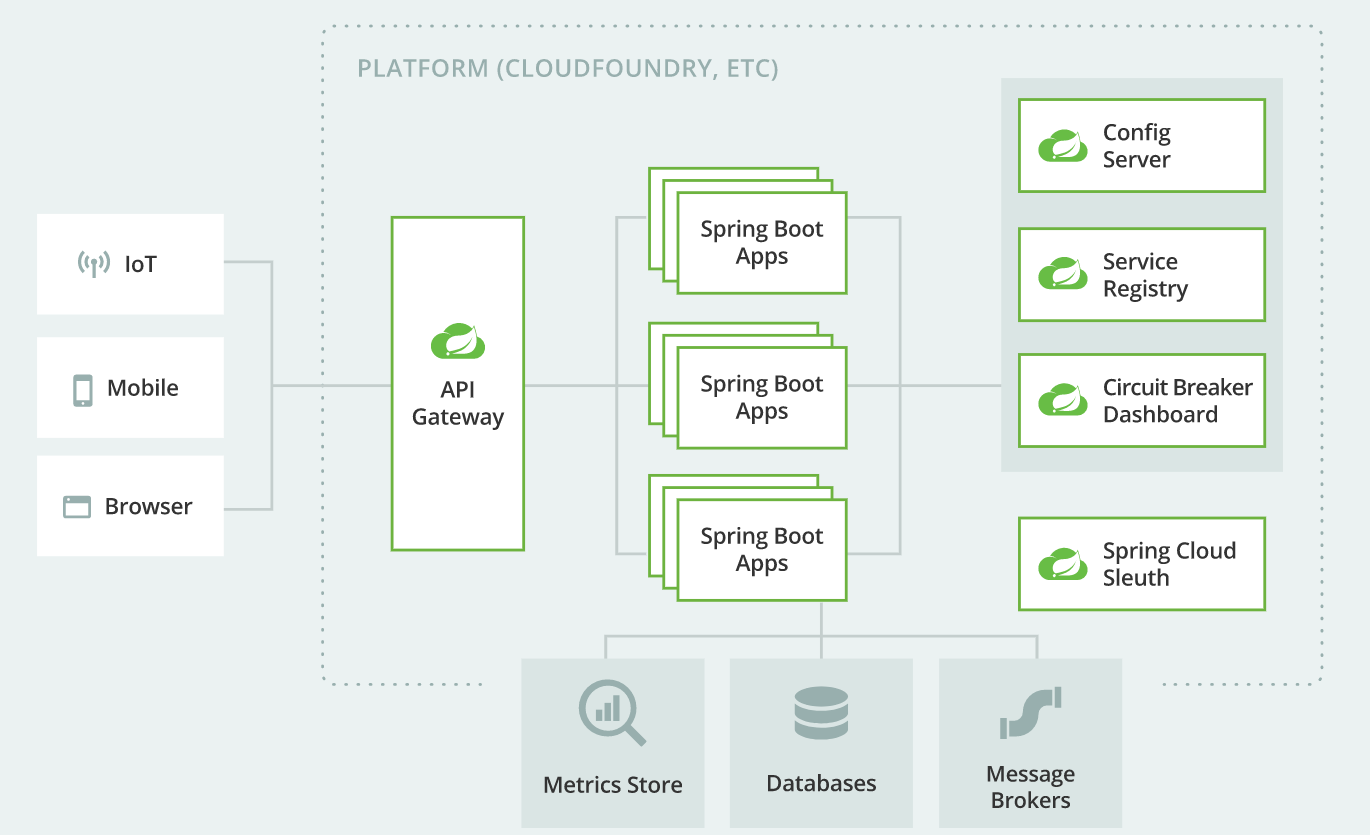 PLATFORM (CLOUDFOUNDRY, ETC)
IoT
Mobile
Browser
API
Gateway
Spring Boot
Apps
Spring Boot
Apps
Spring Boot
Apps
Config
Server
Service
Registry
Circuit Breaker
Dashboard
Spring Cloud
Sleuth
Metrics Store
Databases
Message
Brokers